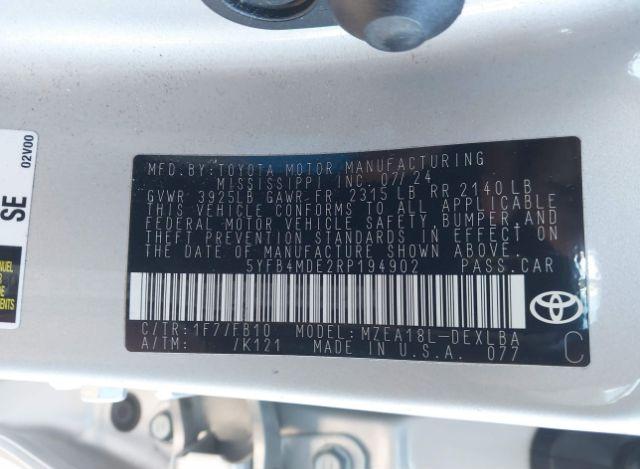 MFD. BY: TOYOTA MOTOR MANUFACTURING
MISSISSIPPI INC. 07/24
GVWR 3925LB GAWR FR 2315LB RR 2140LB
THIS VEHICLE CONFORMS TO ALL APPLICABLE
FEDERAL MOTOR VEHICLE SAFETY, BUMPER AND
THEFT PREVENTION STANDARDS IN EFFECT ON
THE DATE OF MANUFACTURE SHOWN ABOVE.
5YFB4MDE2RP194902 PASS.CAR
C/TR: 1F7/FB10 MODEL: MZEA18L-DEXLBA
A/TM: /K121 MADE IN U.S.A. 077
C
02V00
SE